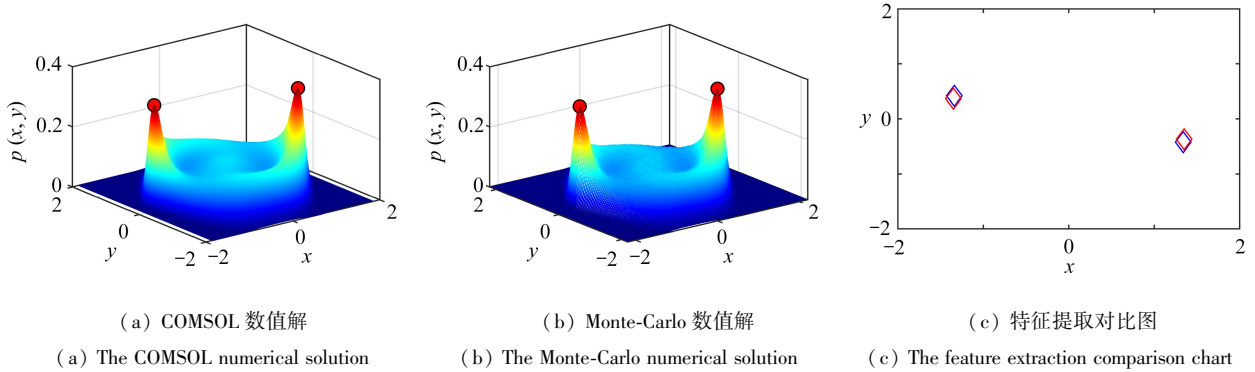 0.4
0.2
0
p (x, y)
2
0
−2
y
−2
0
2
x
0.4
0.2
0
p (x, y)
2
0
−2
y
−2
0
2
x
2
y 0
−2
−2
0
2
x
(a) COMSOL 数值解
(b) Monte-Carlo 数值解
(c) 特征提取对比图
(a) The COMSOL numerical solution
(b) The Monte-Carlo numerical solution
(c) The feature extraction comparison chart